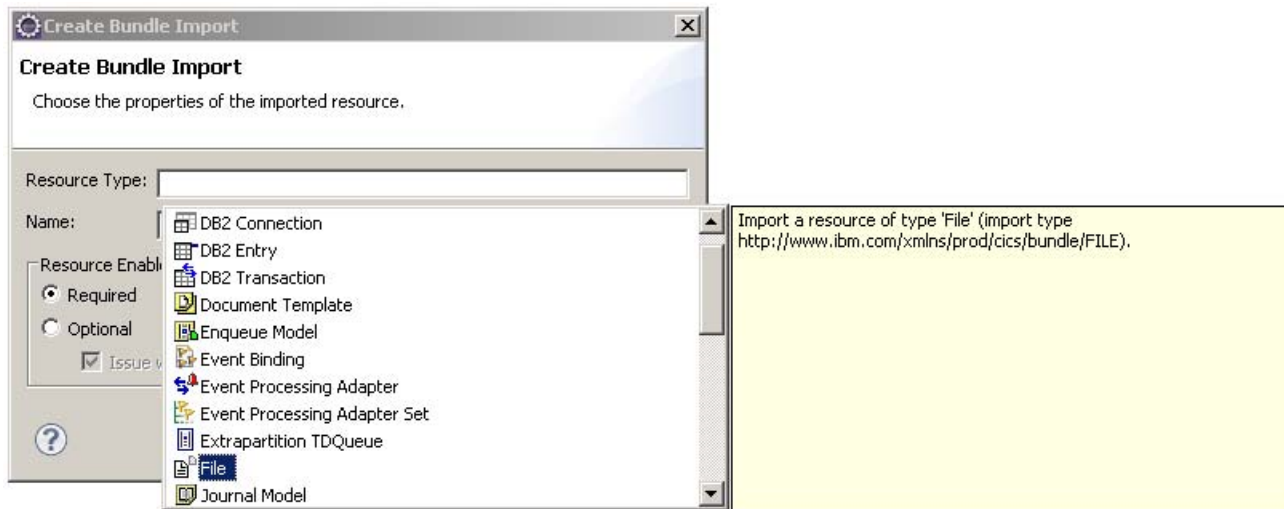 Create Bundle Import
Create Bundle Import
Choose the properties of the imported resource.
Resource Type:
Name:
Resource Enabl
Required
Optional
Issue
DB2 Connection
DB2 Entry
DB2 Transaction
Document Template
Enqueue Model
Event Binding
Event Processing Adapter
Event Processing Adapter Set
Extrapartition TDQueue
File
Journal Model
Import a resource of type 'File' (import type
http://www.ibm.com/xmlns/prod/cics/bundle/FILE).